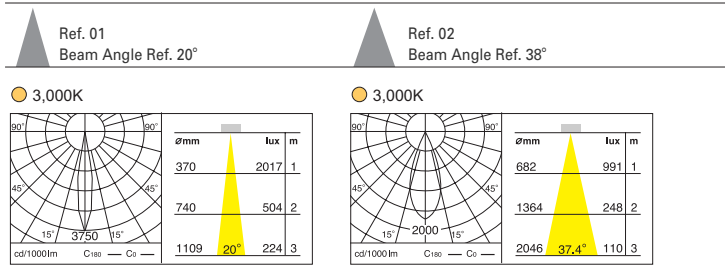 Ref. 01
Beam Angle Ref. 20°
Ref. 02
Beam Angle Ref. 38°
3,000K
90° 90°
45° 45°
15° 15°
3750
cd/1000lm C180 — C0 —
ømm lux m
370 2017 1
740 504 2
1109 20° 224 3
3,000K
90° 90°
45° 45°
15° 15°
2000
cd/1000lm C180 — C0 —
ømm lux m
682 991 1
1364 248 2
2046 37.4° 110 3